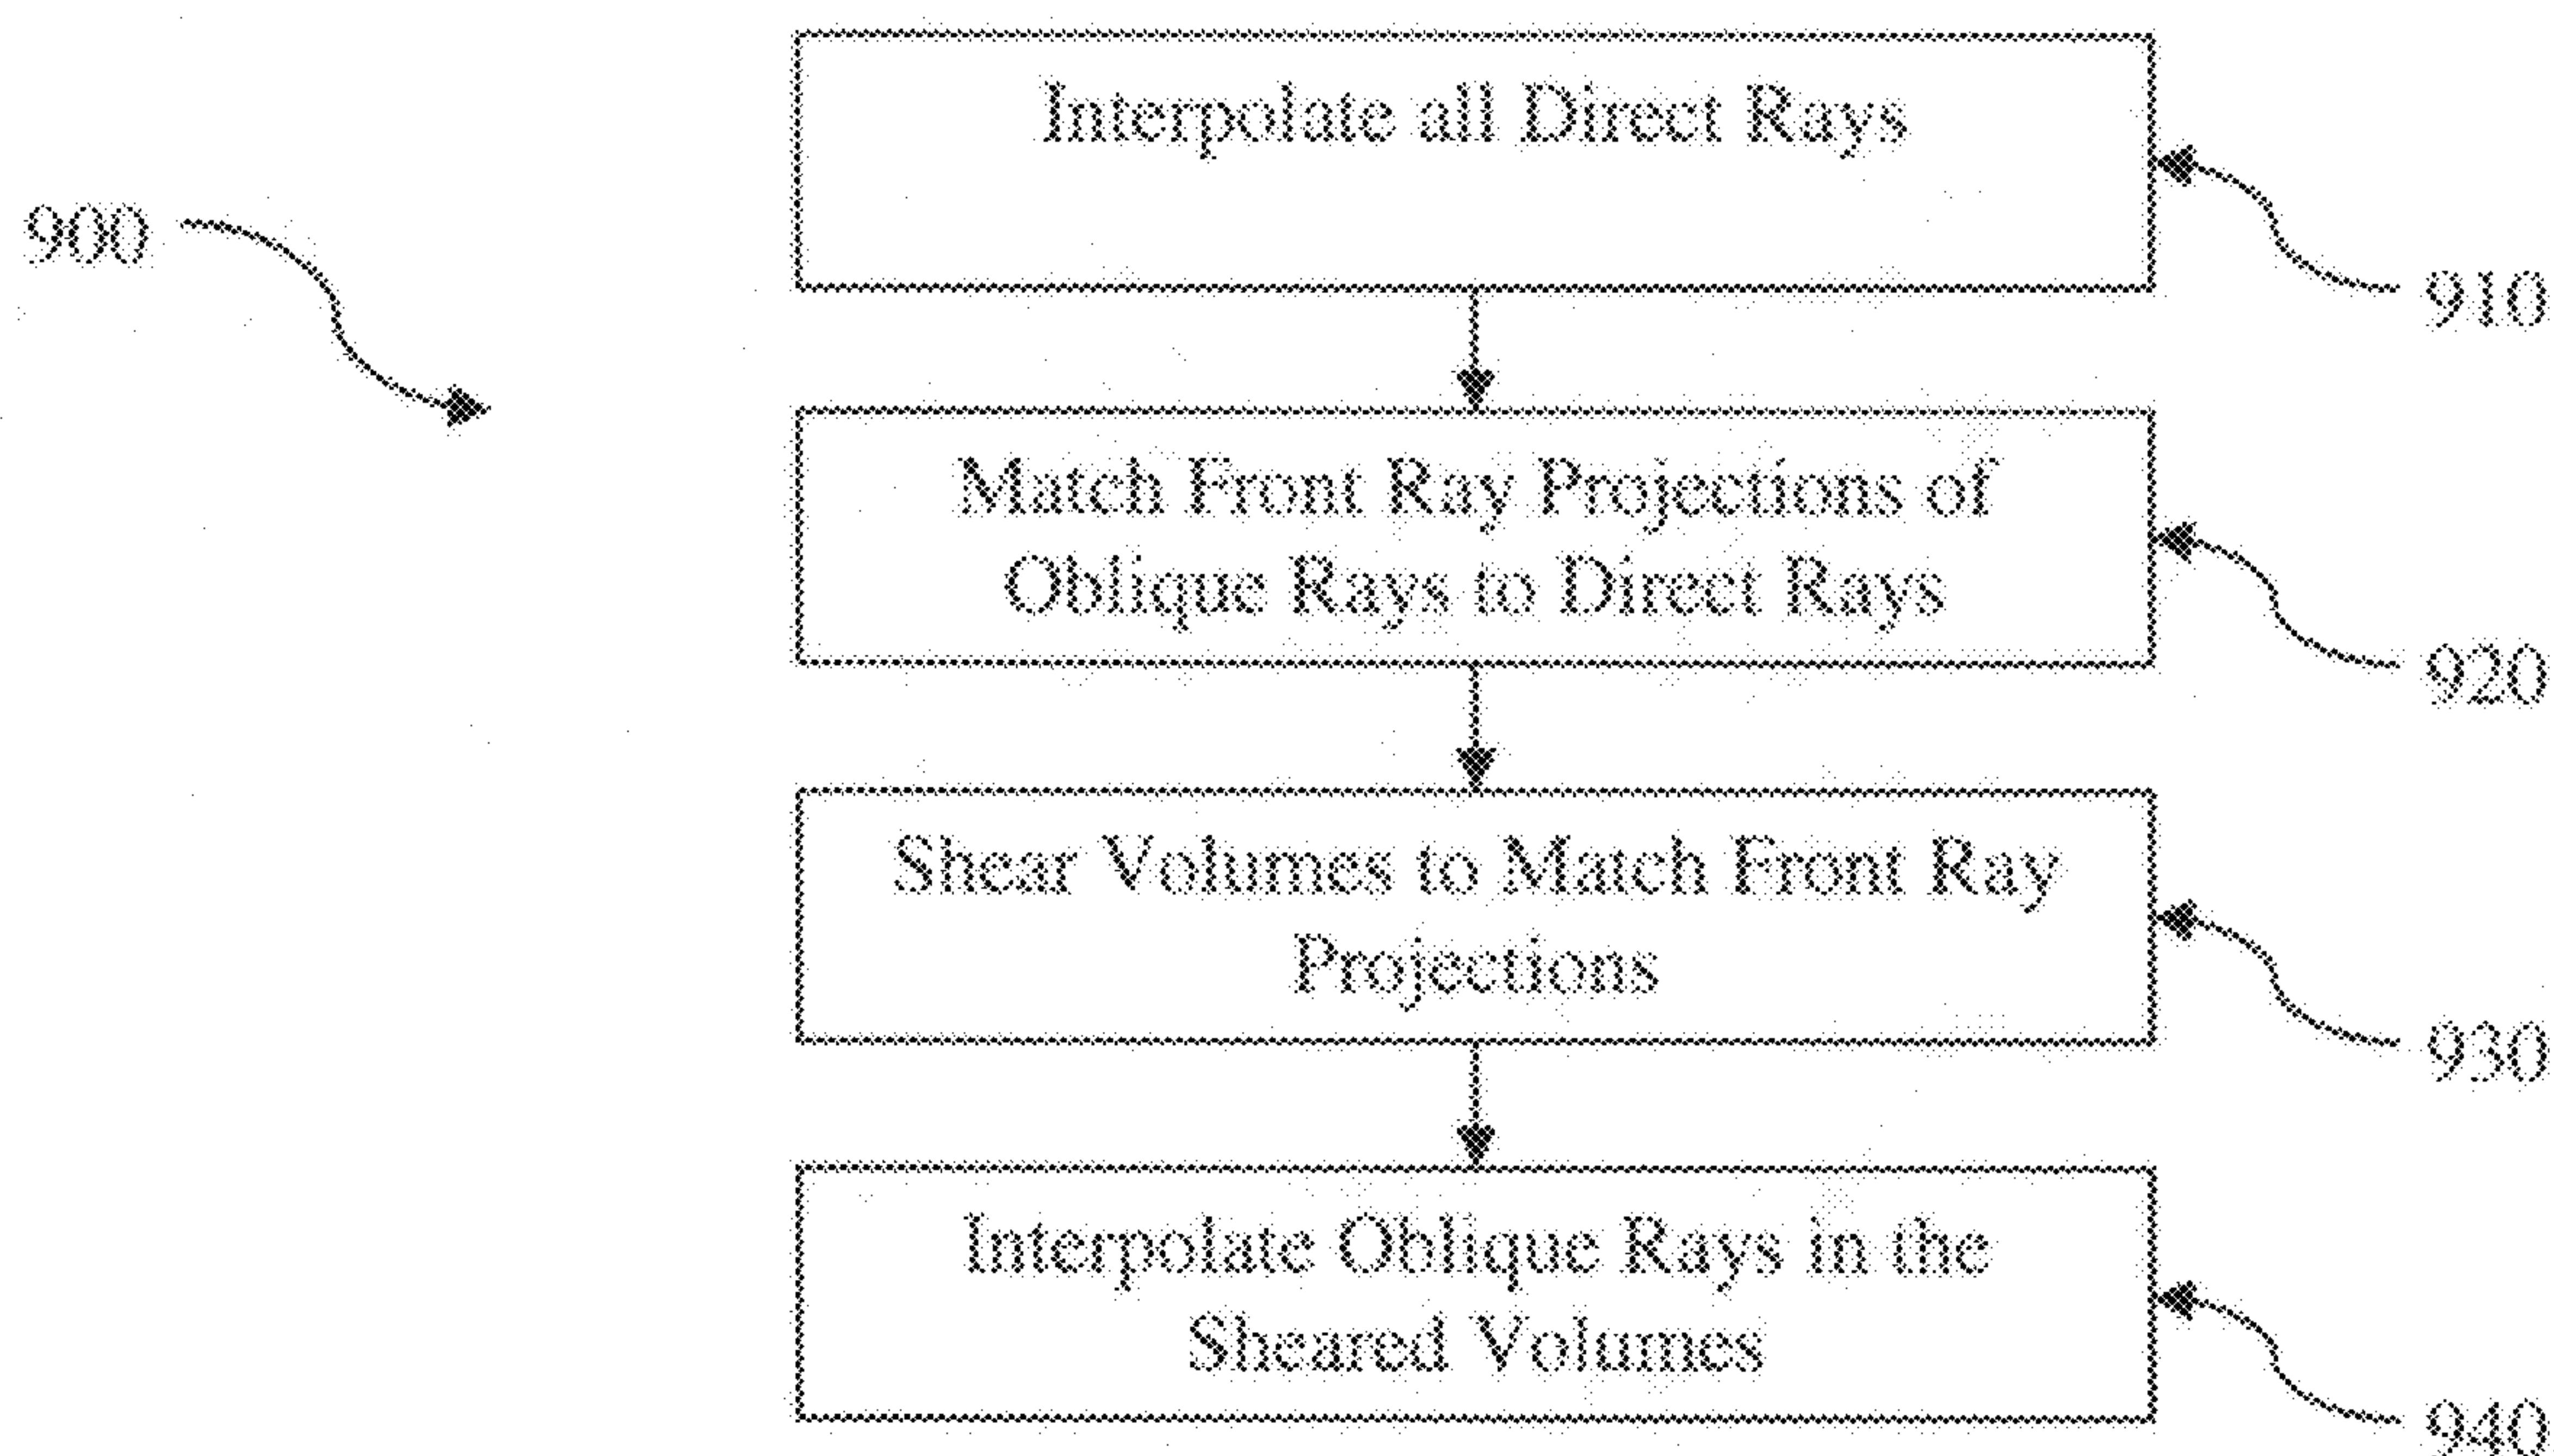 Interpolate all Direct Rays
900
910
Match Front Ray Projections of
Oblique Rays to Direct Rays
920
Shear Volumes to Match Front Ray
Projections
930
Interpolate Oblique Rays in the
Sheared Volumes
940